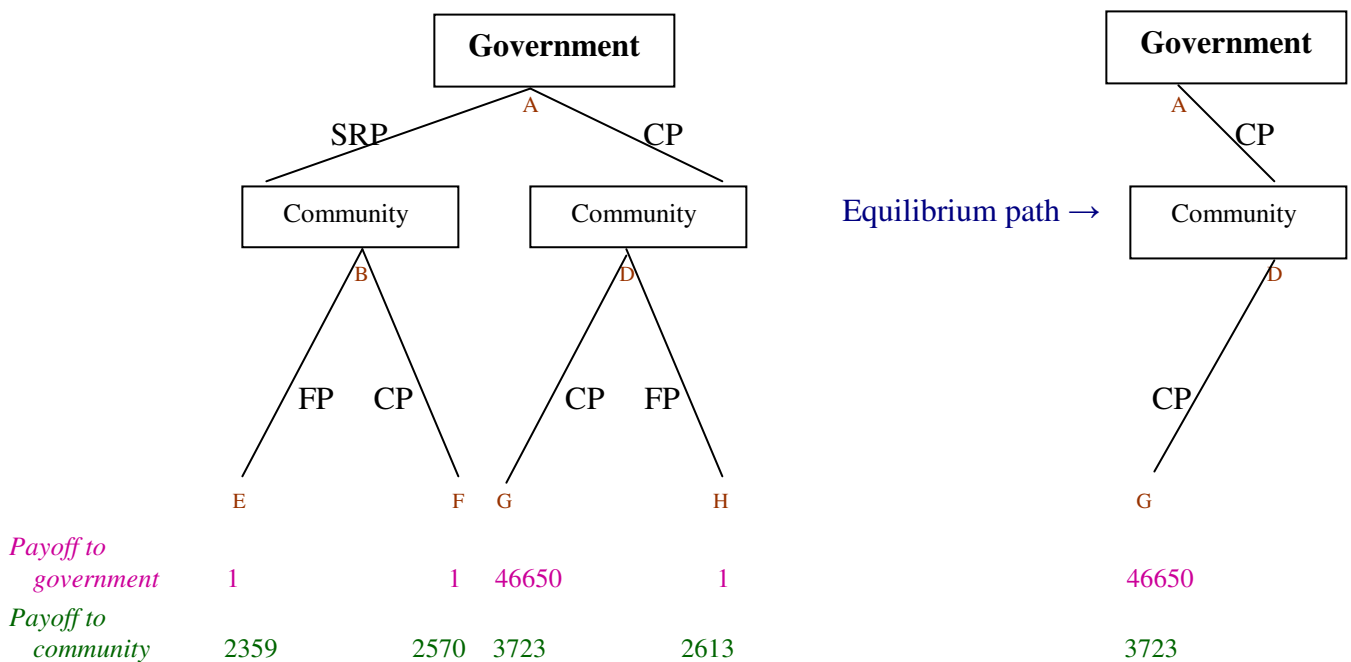 Government Government
A A
SRP CP CP
Community Community Equilibrium path → Community
B D D
FP CP CP FP CP
E F G H G
Payoff to
government 1 1 46650 1 46650
Payoff to
community 2359 2570 3723 2613 3723